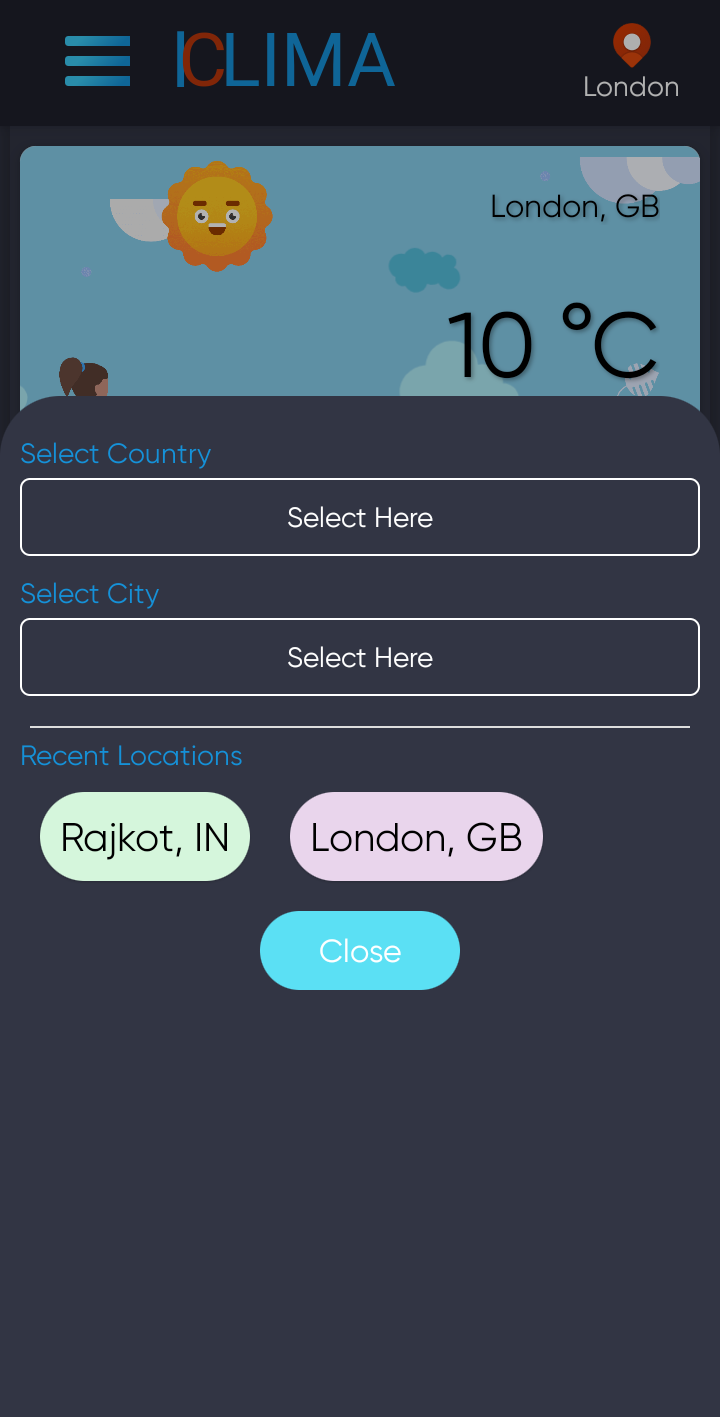 CLIMA
London
London, GB
10 °C
Select Country
Select Here
Select City
Select Here
Recent Locations
Rajkot, IN
London, GB
Close